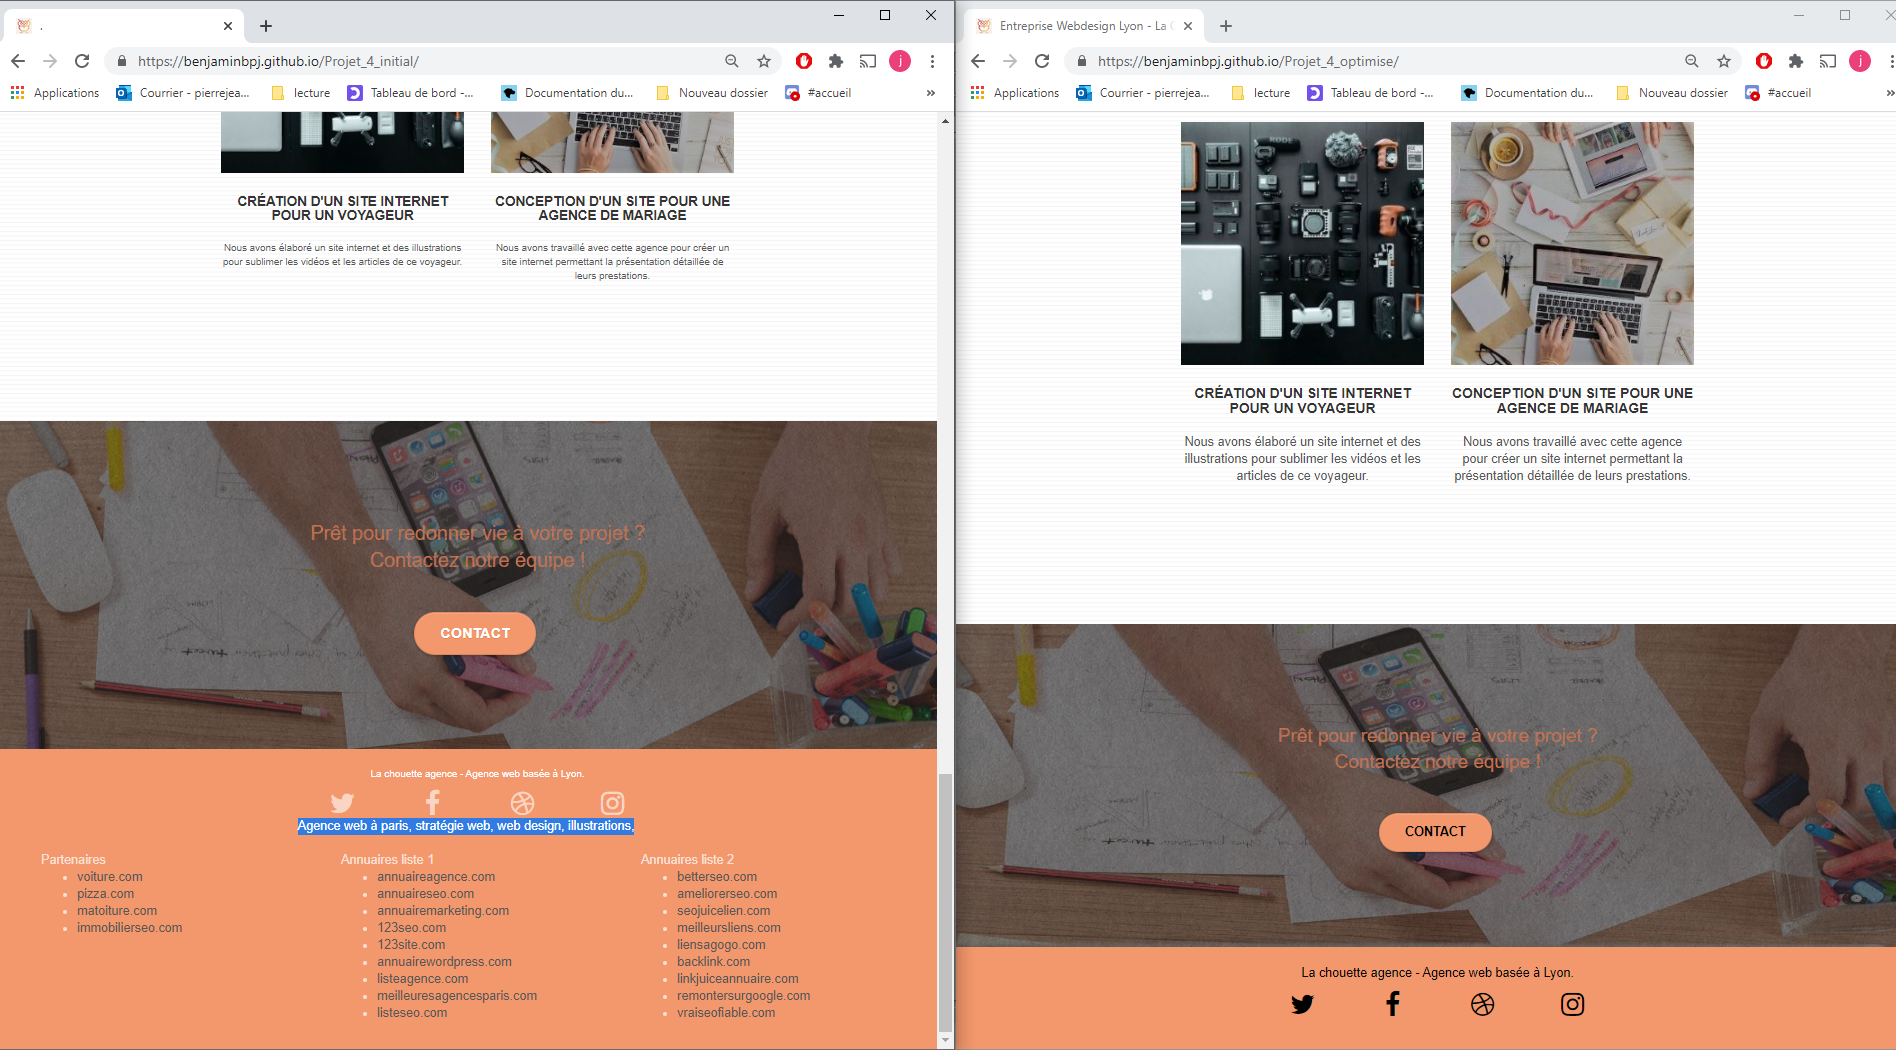 .
https://benjaminbpj.github.io/Projet_4_initial/
j
Applications
Courrier - pierrejea...
lecture
Tableau de bord -...
Documentation du...
Nouveau dossier
#accueil
»
CRÉATION D'UN SITE INTERNET
POUR UN VOYAGEUR
Nous avons élaboré un site internet et des illustrations
pour sublimer les vidéos et les articles de ce voyageur.
CONCEPTION D'UN SITE POUR UNE
AGENCE DE MARIAGE
Nous avons travaillé avec cette agence pour créer un
site internet permettant la présentation détaillée de
leurs prestations.
Prêt pour redonner vie à votre projet ?
Contactez notre équipe !
CONTACT
La chouette agence - Agence web basée à Lyon.
Agence web à paris, stratégie web, web design, illustrations,
Partenaires
voiture.com
pizza.com
matoiture.com
immobilierseo.com
Annuaires liste 1
annuaireagence.com
annuaireseo.com
annuairemarketing.com
123seo.com
123site.com
annuairewordpress.com
listeagence.com
meilleuresagencesparis.com
listeseo.com
Annuaires liste 2
betterseo.com
ameliorerseo.com
seojuicelien.com
meilleursliens.com
liensagogo.com
backlink.com
linkjuiceannuaire.com
remontersurgoogle.com
vraiseofiable.com
Entreprise Webdesign Lyon - La C
https://benjaminbpj.github.io/Projet_4_optimise/
j
Applications
Courrier - pierrejea...
lecture
Tableau de bord -...
Documentation du...
Nouveau dossier
#accueil
»
CRÉATION D'UN SITE INTERNET
POUR UN VOYAGEUR
Nous avons élaboré un site internet et des
illustrations pour sublimer les vidéos et les
articles de ce voyageur.
CONCEPTION D'UN SITE POUR UNE
AGENCE DE MARIAGE
Nous avons travaillé avec cette agence
pour créer un site internet permettant la
présentation détaillée de leurs prestations.
Prêt pour redonner vie à votre projet ?
Contactez notre équipe !
CONTACT
La chouette agence - Agence web basée à Lyon.